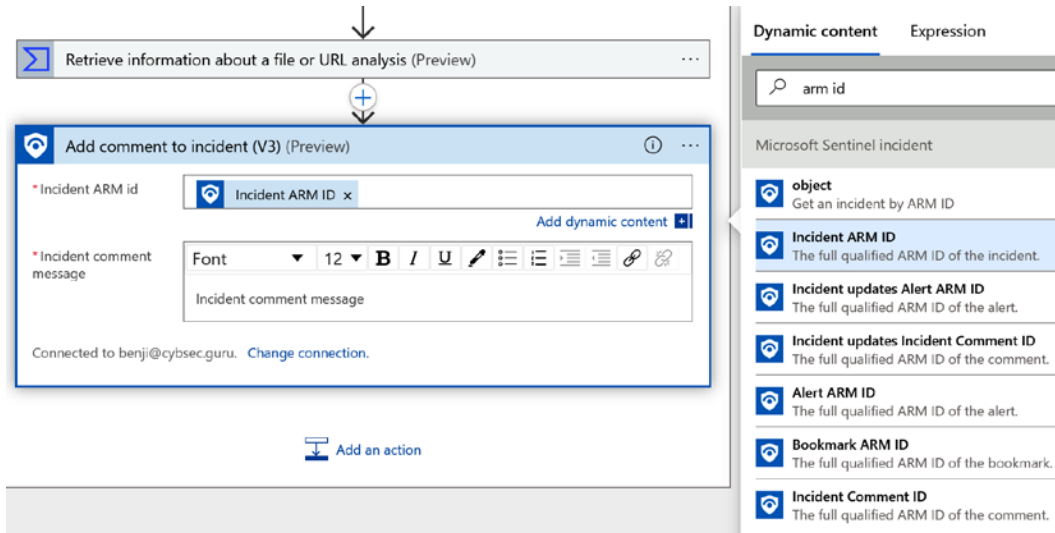 Retrieve information about a file or URL analysis (Preview)
Add comment to incident (V3) (Preview)
* Incident ARM id
Incident ARM ID ×
Add dynamic content
* Incident comment
message
Font 12 B I U
Incident comment message
Connected to benji@cybsec.guru. Change connection.
Add an action
Dynamic content Expression
arm id
Microsoft Sentinel incident
object
Get an incident by ARM ID
Incident ARM ID
The full qualified ARM ID of the incident.
Incident updates Alert ARM ID
The full qualified ARM ID of the alert.
Incident updates Incident Comment ID
The full qualified ARM ID of the comment.
Alert ARM ID
The full qualified ARM ID of the alert.
Bookmark ARM ID
The full qualified ARM ID of the bookmark.
Incident Comment ID
The full qualified ARM ID of the comment.